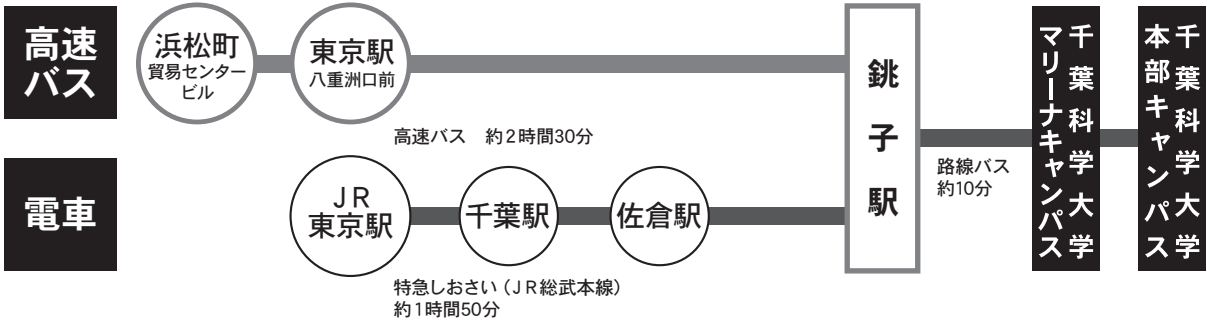 高速
バス
浜松町
貿易センター
ビル
東京駅
八重洲口前
高速バス　約2時間30分
電車
JR
東京駅
千葉駅
佐倉駅
特急しおさい（JR総武本線）
約1時間50分
銚子駅
路線バス
約10分
千葉科学大学
マリーナキャンパス
千葉科学大学
本部キャンパス